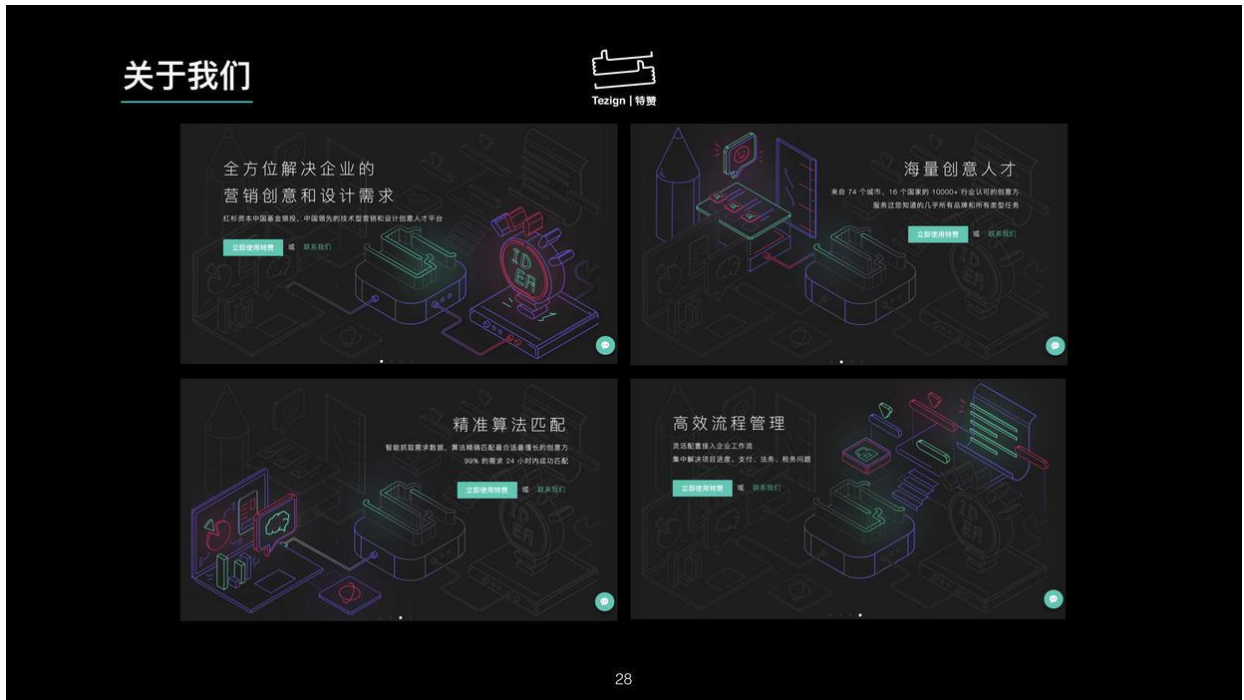 关于我们
Tezign | 特赞
全方位解决企业的
营销创意和设计需求
红杉资本中国基金领投、中国领先的技术型营销和设计创意人才平台
立即使用特赞 或 联系我们
ID
ER
海量创意人才
来自 74 个城市、16 个国家的 10000+ 行业认可的创意方
服务过您知道的几乎所有品牌和所有类型任务
立即使用特赞 或 联系我们
精准算法匹配
智能抓取需求数据，算法精确匹配最合适最擅长的创意方
99% 的需求 24 小时内成功匹配
立即使用特赞 或 联系我们
高效流程管理
灵活配置接入企业工作流
集中解决项目进度、支付、法务、税务问题
立即使用特赞 或 联系我们
28